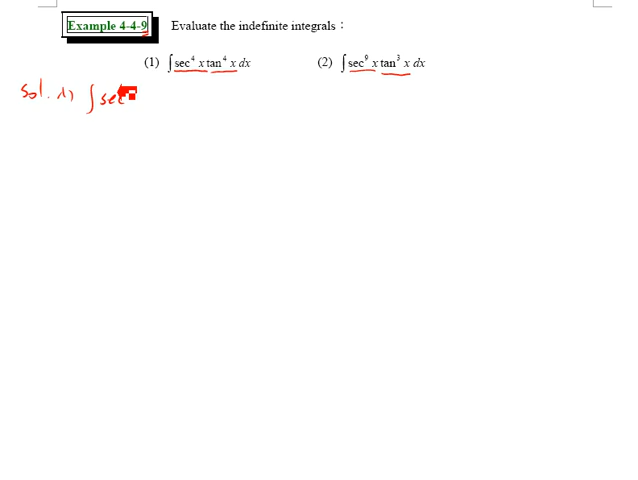 Example 4-4-9 Evaluate the indefinite integrals：
(1) ∫sec⁴ x tan⁴ x dx (2) ∫sec⁹ x tan³ x dx
Sol. (1) ∫ sec